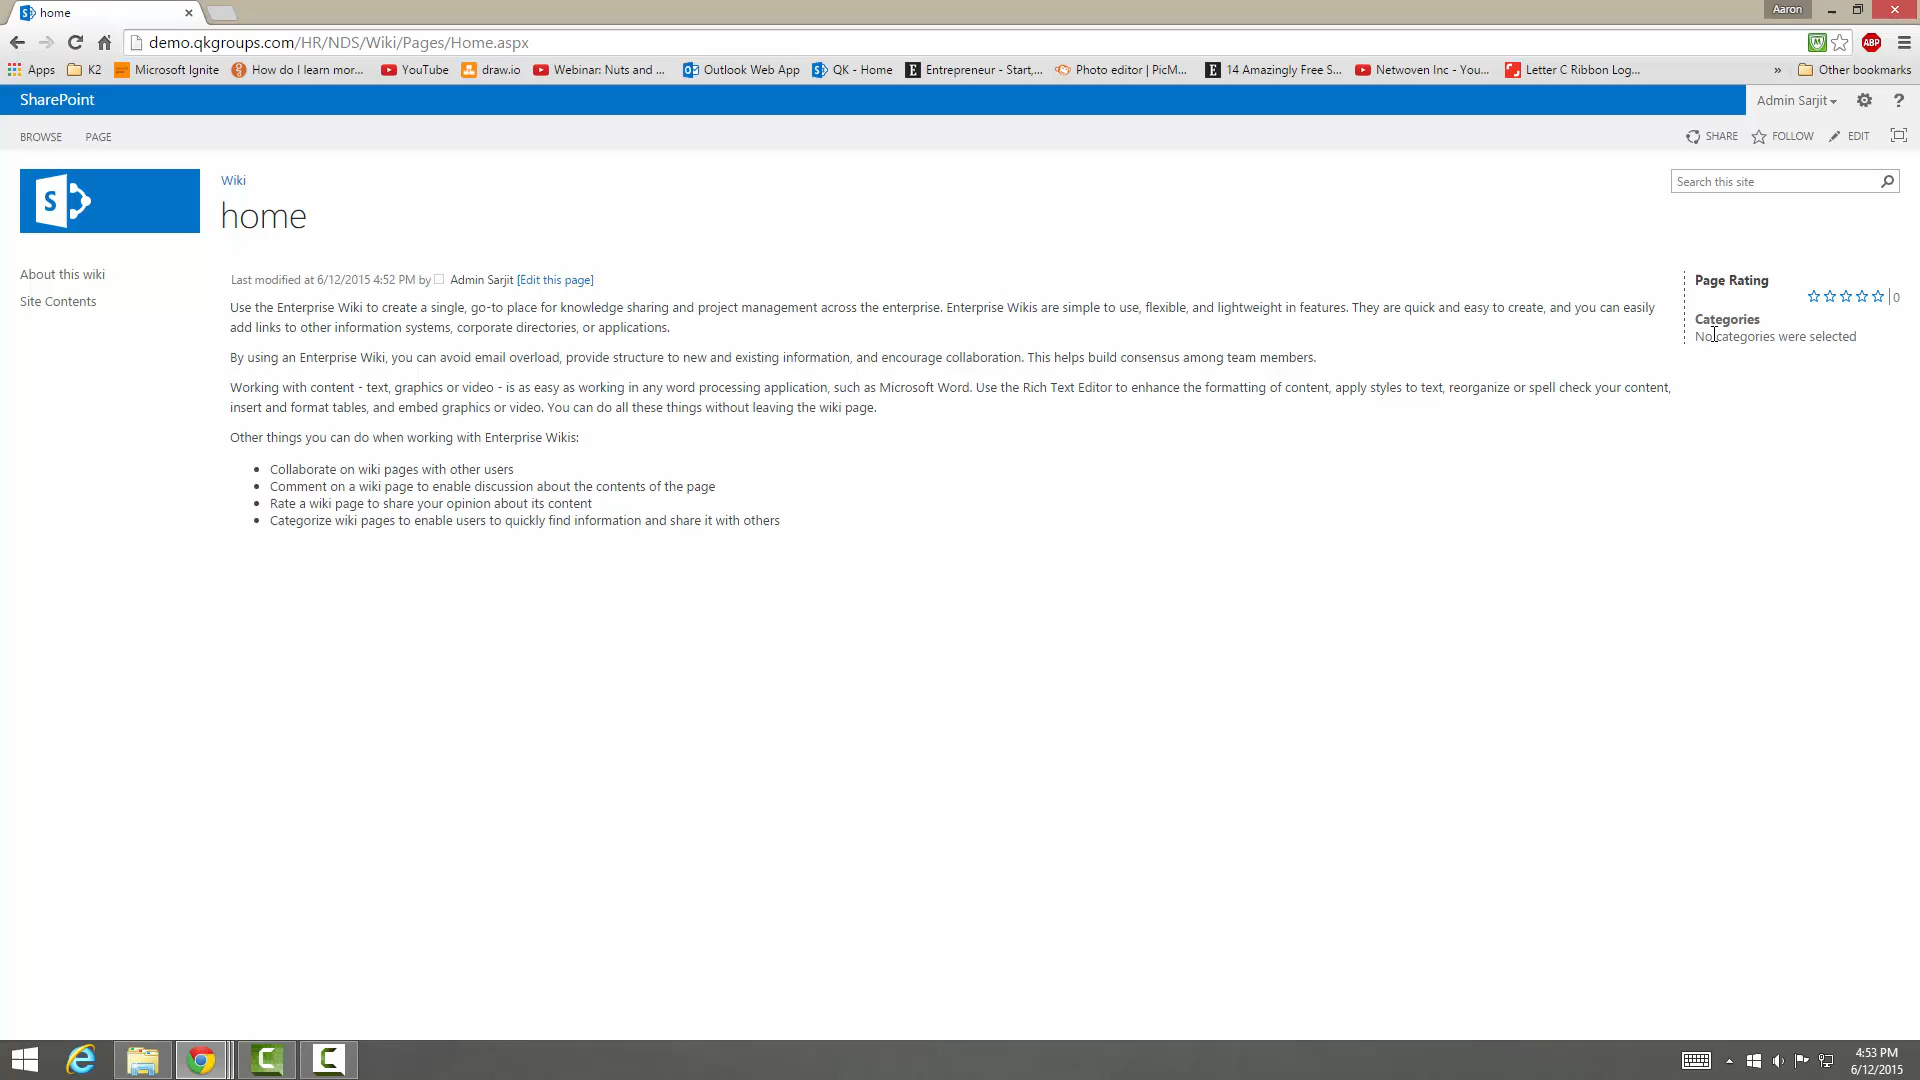 home
Aaron
demo.qkgroups.com/HR/NDS/Wiki/Pages/Home.aspx
ABP
Apps K2 Microsoft Ignite How do I learn mor... YouTube draw.io Webinar: Nuts and ... Outlook Web App QK - Home Entrepreneur - Start,... Photo editor | PicM... 14 Amazingly Free S... Netwoven Inc - You... Letter C Ribbon Log... » Other bookmarks
SharePoint
Admin Sarjit
?
BROWSE PAGE
SHARE FOLLOW EDIT
S
Wiki
Search this site
home
About this wiki
Site Contents
Last modified at 6/12/2015 4:52 PM by Admin Sarjit [Edit this page]
Use the Enterprise Wiki to create a single, go-to place for knowledge sharing and project management across the enterprise. Enterprise Wikis are simple to use, flexible, and lightweight in features. They are quick and easy to create, and you can easily
add links to other information systems, corporate directories, or applications.
By using an Enterprise Wiki, you can avoid email overload, provide structure to new and existing information, and encourage collaboration. This helps build consensus among team members.
Working with content - text, graphics or video - is as easy as working in any word processing application, such as Microsoft Word. Use the Rich Text Editor to enhance the formatting of content, apply styles to text, reorganize or spell check your content,
insert and format tables, and embed graphics or video. You can do all these things without leaving the wiki page.
Other things you can do when working with Enterprise Wikis:
Collaborate on wiki pages with other users
Comment on a wiki page to enable discussion about the contents of the page
Rate a wiki page to share your opinion about its content
Categorize wiki pages to enable users to quickly find information and share it with others
Page Rating
0
Categories
No categories were selected
4:53 PM
6/12/2015